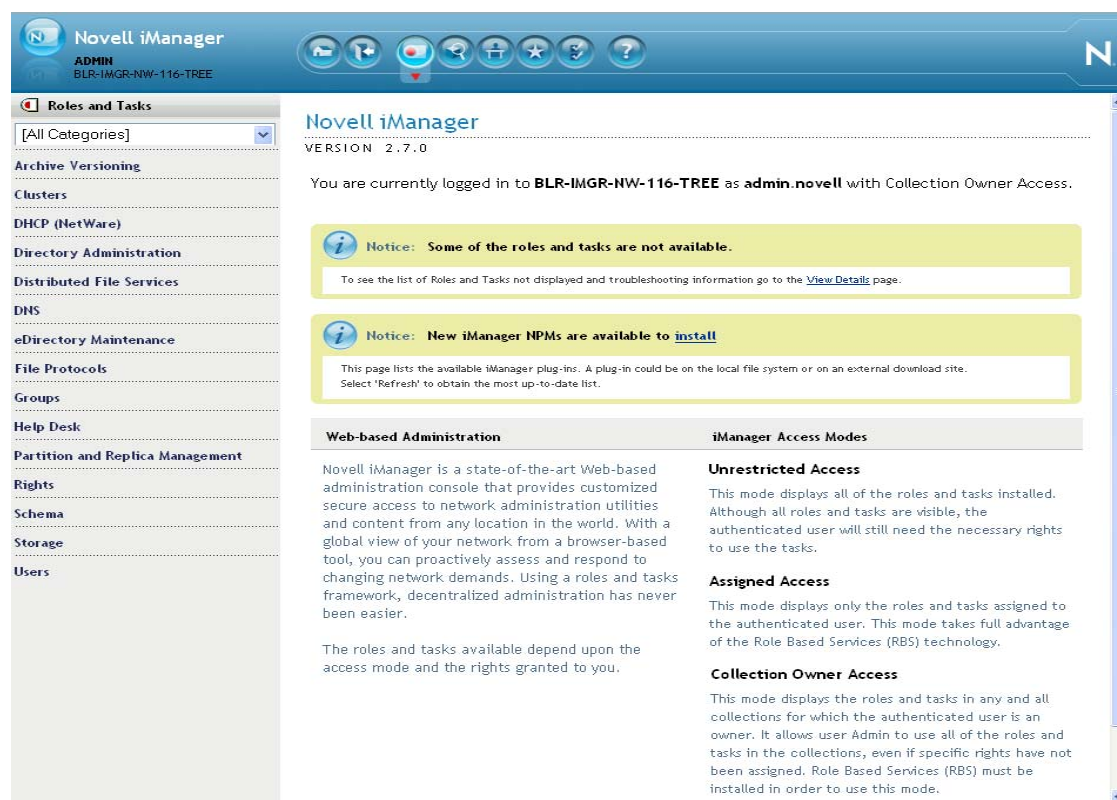 Novell iManager
ADMIN
BLR-IMGR-NW-116-TREE
N
Roles and Tasks
[All Categories]
Archive Versioning
Clusters
DHCP (NetWare)
Directory Administration
Distributed File Services
DNS
eDirectory Maintenance
File Protocols
Groups
Help Desk
Partition and Replica Management
Rights
Schema
Storage
Users
Novell iManager
VERSION 2.7.0
You are currently logged in to BLR-IMGR-NW-116-TREE as admin.novell with Collection Owner Access.
Notice: Some of the roles and tasks are not available.
To see the list of Roles and Tasks not displayed and troubleshooting information go to the View Details page.
Notice: New iManager NPMs are available to install
This page lists the available iManager plug-ins. A plug-in could be on the local file system or on an external download site.
Select 'Refresh' to obtain the most up-to-date list.
Web-based Administration
Novell iManager is a state-of-the-art Web-based
administration console that provides customized
secure access to network administration utilities
and content from any location in the world. With a
global view of your network from a browser-based
tool, you can proactively assess and respond to
changing network demands. Using a roles and tasks
framework, decentralized administration has never
been easier.
The roles and tasks available depend upon the
access mode and the rights granted to you.
iManager Access Modes
Unrestricted Access
This mode displays all of the roles and tasks installed.
Although all roles and tasks are visible, the
authenticated user will still need the necessary rights
to use the tasks.
Assigned Access
This mode displays only the roles and tasks assigned to
the authenticated user. This mode takes full advantage
of the Role Based Services (RBS) technology.
Collection Owner Access
This mode displays the roles and tasks in any and all
collections for which the authenticated user is an
owner. It allows user Admin to use all of the roles and
tasks in the collections, even if specific rights have not
been assigned. Role Based Services (RBS) must be
installed in order to use this mode.